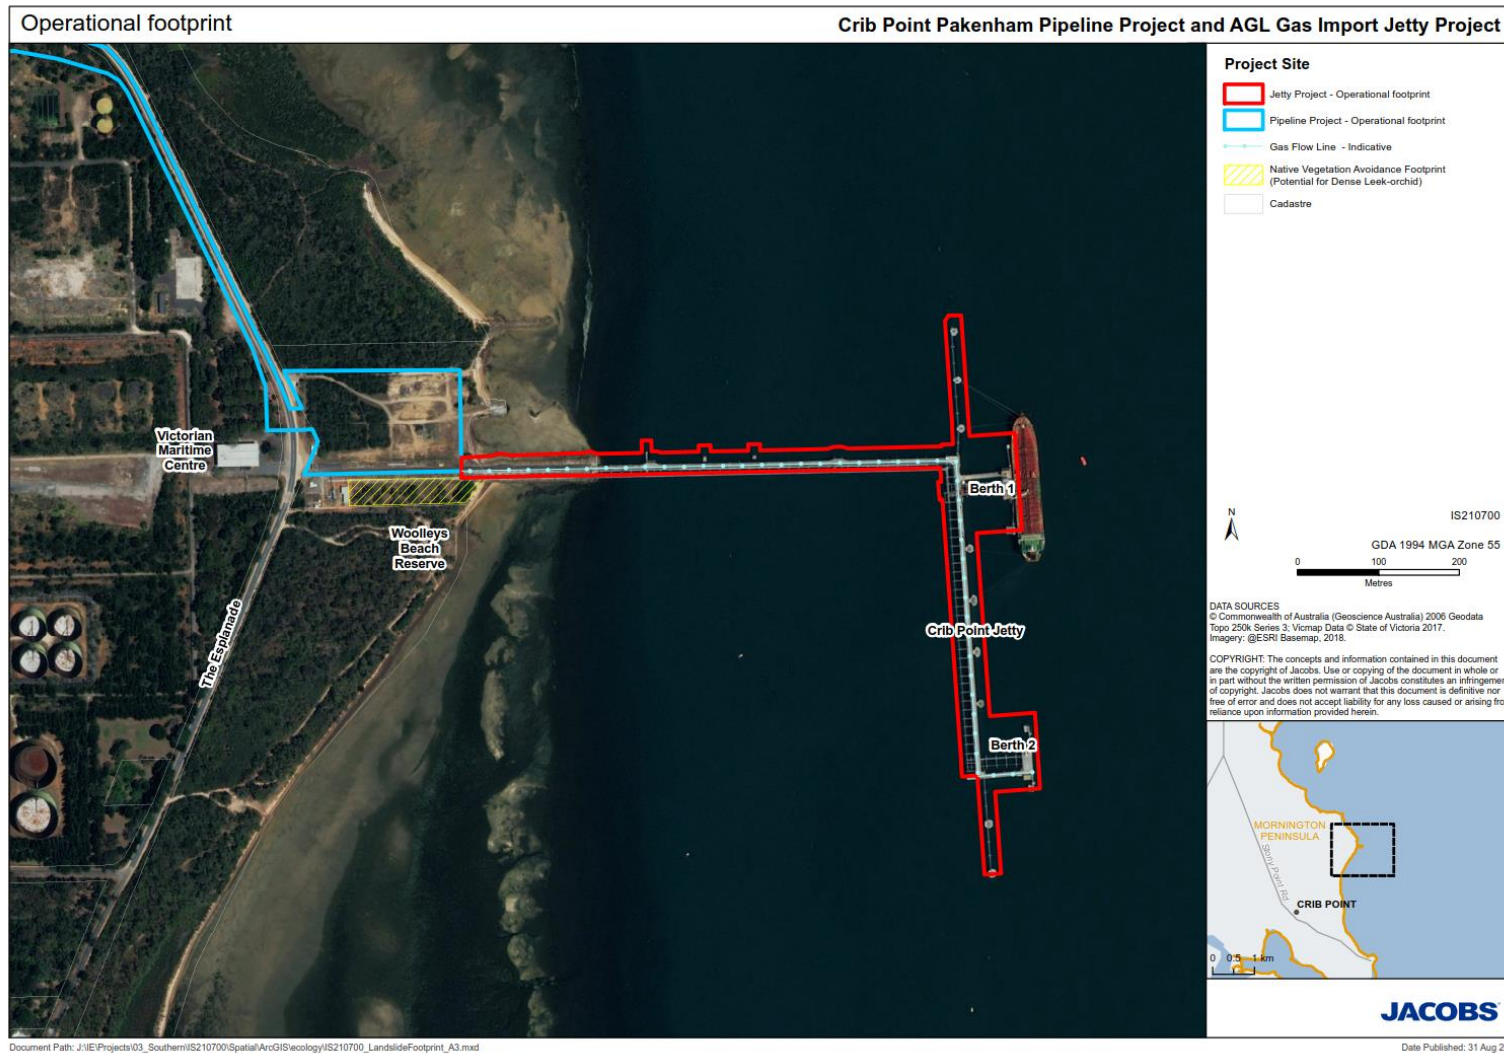 Operational footprint
Crib Point Pakenham Pipeline Project and AGL Gas Import Jetty Project
Project Site
Jetty Project - Operational footprint
Pipeline Project - Operational footprint
Gas Flow Line - Indicative
Native Vegetation Avoidance Footprint
(Potential for Dense Leek-orchid)
Cadastre
Victorian
Maritime
Centre
Woolleys
Beach
Reserve
The Esplanade
Berth 1
Crib Point Jetty
Berth 2
N
IS210700
GDA 1994 MGA Zone 55
0 100 200
Metres
DATA SOURCES
© Commonwealth of Australia (Geoscience Australia) 2006 Geodata
Topo 250k Series 3; Vicmap Data © State of Victoria 2017.
Imagery: @ESRI Basemap, 2018.
COPYRIGHT: The concepts and information contained in this document
are the copyright of Jacobs. Use or copying of the document in whole or
in part without the written permission of Jacobs constitutes an infringemen
of copyright. Jacobs does not warrant that this document is definitive nor
free of error and does not accept liability for any loss caused or arising fro
reliance upon information provided herein.
MORNINGTON
PENINSULA
Stony Point Rd
CRIB POINT
0 0.5 1 km
JACOBS
Document Path: J:\IE\Projects\03_Southern\IS210700\Spatial\ArcGIS\ecology\IS210700_LandslideFootprint_A3.mxd
Date Published: 31 Aug 2